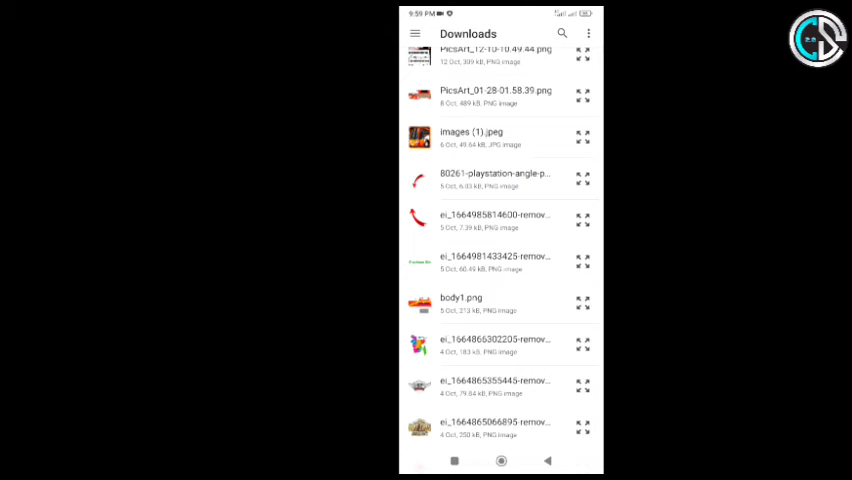 9:59 PM
Downloads
PicsArt_12-10-10.49.44.png
12 Oct, 309 kB, PNG image
PicsArt_01-28-01.58.39.png
8 Oct, 489 kB, PNG image
images (1).jpeg
6 Oct, 49.64 kB, JPG image
80261-playstation-angle-p...
5 Oct, 6.03 kB, PNG image
ei_1664985814600-remov...
5 Oct, 7.39 kB, PNG image
ei_1664981433425-remov...
5 Oct, 60.49 kB, PNG image
body1.png
5 Oct, 213 kB, PNG image
ei_1664866302205-remov...
4 Oct, 183 kB, PNG image
ei_1664865355445-remov...
4 Oct, 79.84 kB, PNG image
ei_1664865066895-remov...
4 Oct, 250 kB, PNG image